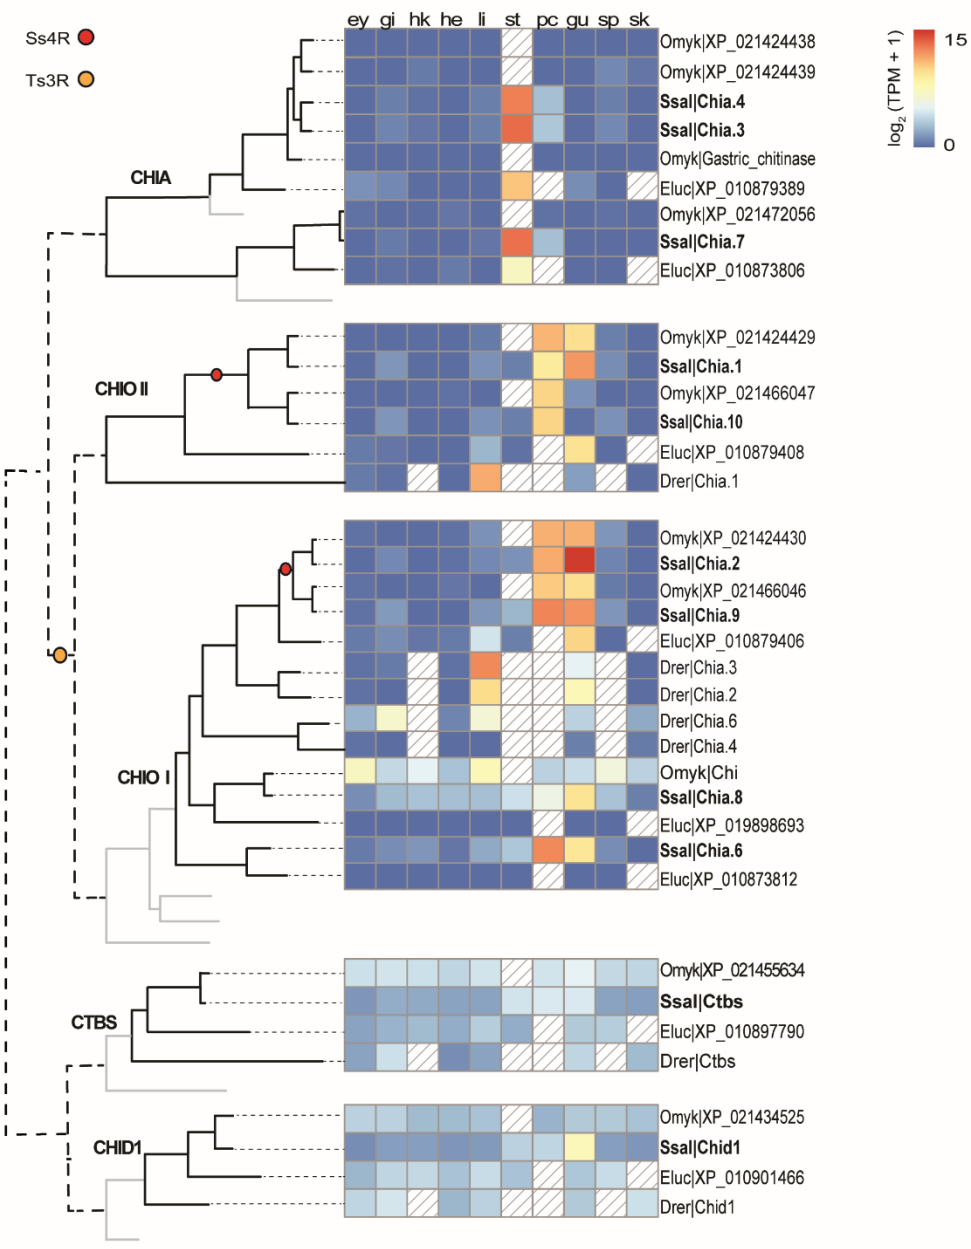 Ss4R
Ts3R
ey gi hk he li st pc gu sp sk
log2 (TPM + 1)
15
0
CHIA
Omyk|XP_021424438
Omyk|XP_021424439
Ssal|Chia.4
Ssal|Chia.3
Omyk|Gastric_chitinase
Eluc|XP_010879389
Omyk|XP_021472056
Ssal|Chia.7
Eluc|XP_010873806
CHIO II
Omyk|XP_021424429
Ssal|Chia.1
Omyk|XP_021466047
Ssal|Chia.10
Eluc|XP_010879408
Drer|Chia.1
CHIO I
Omyk|XP_021424430
Ssal|Chia.2
Omyk|XP_021466046
Ssal|Chia.9
Eluc|XP_010879406
Drer|Chia.3
Drer|Chia.2
Drer|Chia.6
Drer|Chia.4
Omyk|Chi
Ssal|Chia.8
Eluc|XP_019898693
Ssal|Chia.6
Eluc|XP_010873812
CTBS
Omyk|XP_021455634
Ssal|Ctbs
Eluc|XP_010897790
Drer|Ctbs
CHID1
Omyk|XP_021434525
Ssal|Chid1
Eluc|XP_010901466
Drer|Chid1